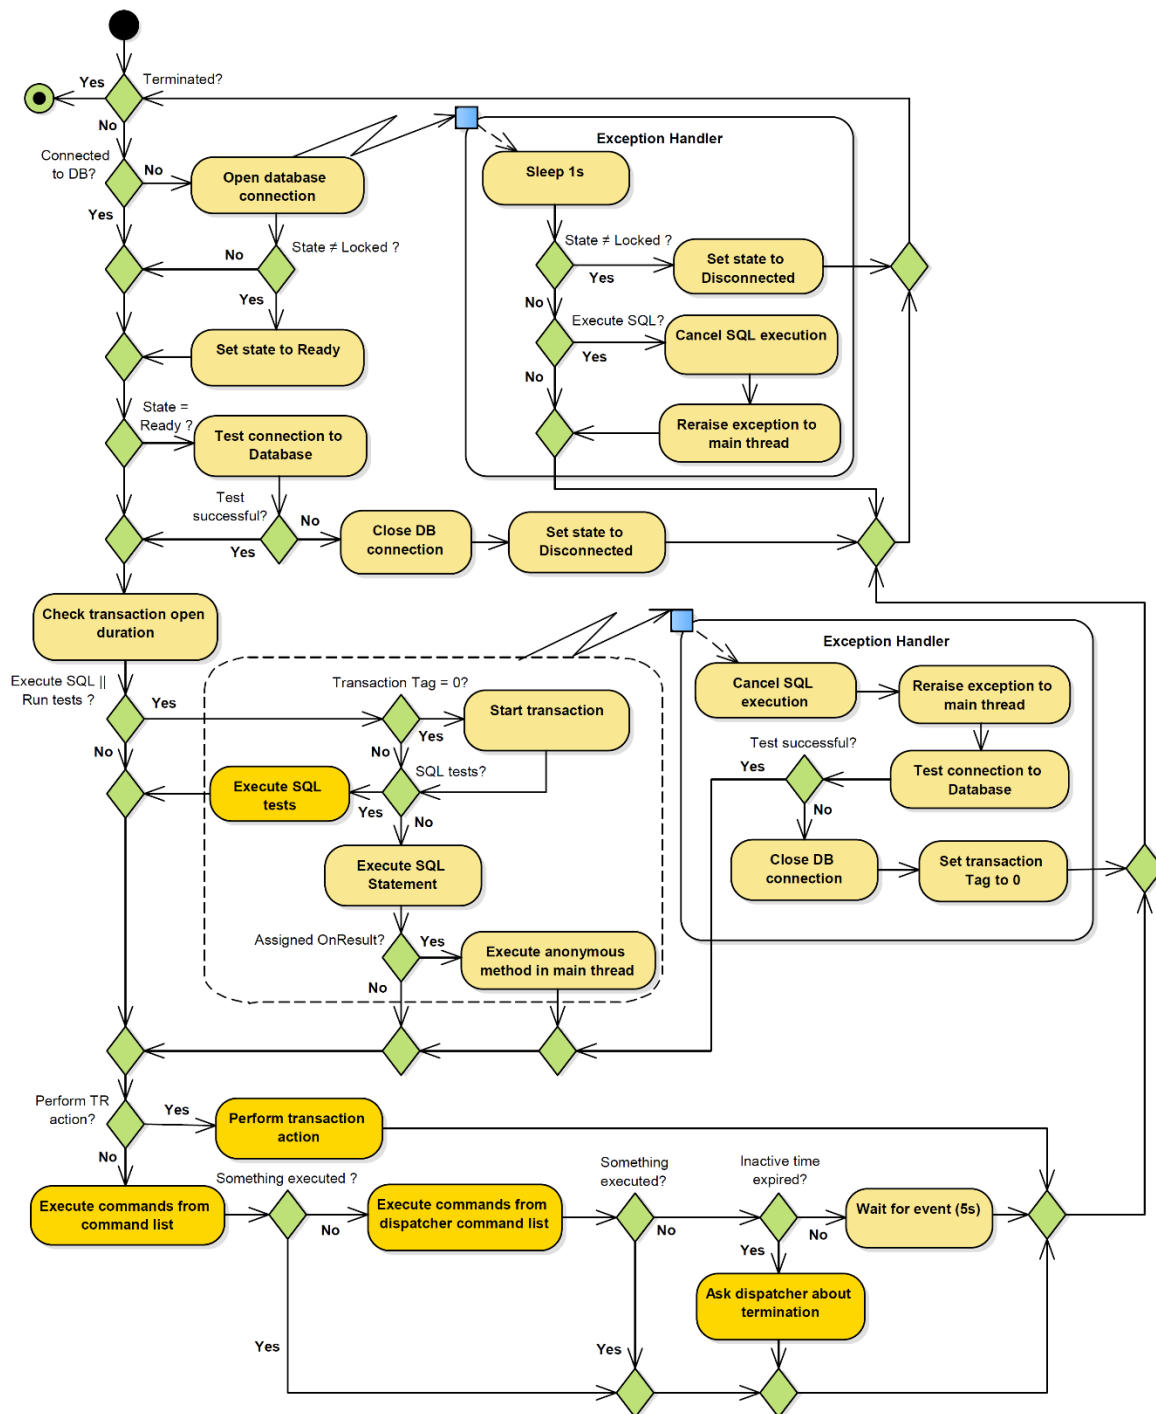 Yes
Terminated?
No
Exception Handler
Connected
to DB?
No
Open database
connection
Sleep 1s
Yes
No
State ≠ Locked ?
State ≠ Locked ?
Yes
Set state to
Disconnected
Yes
No
Execute SQL?
Yes
Cancel SQL execution
Set state to Ready
No
State =
Ready ?
Test connection to
Database
Reraise exception to
main thread
Test
successful?
No
Yes
Close DB
connection
Set state to
Disconnected
Check transaction open
duration
Exception Handler
Execute SQL ||
Run tests ?
Yes
Transaction Tag = 0?
Yes
Start transaction
Cancel SQL
execution
Reraise exception to
main thread
No
No
SQL tests?
Test successful?
Yes
Test connection to
Database
Execute SQL
tests
Yes
No
No
Execute SQL
Statement
Close DB
connection
Set transaction
Tag to 0
Assigned OnResult?
Yes
Execute anonymous
method in main thread
No
Perform TR
action?
Yes
Perform transaction
action
No
Execute commands from
command list
Something executed ?
No
Execute commands from
dispatcher command list
Something
executed?
No
Inactive time
expired?
No
Wait for event (5s)
Yes
Ask dispatcher about
termination
Yes
Yes